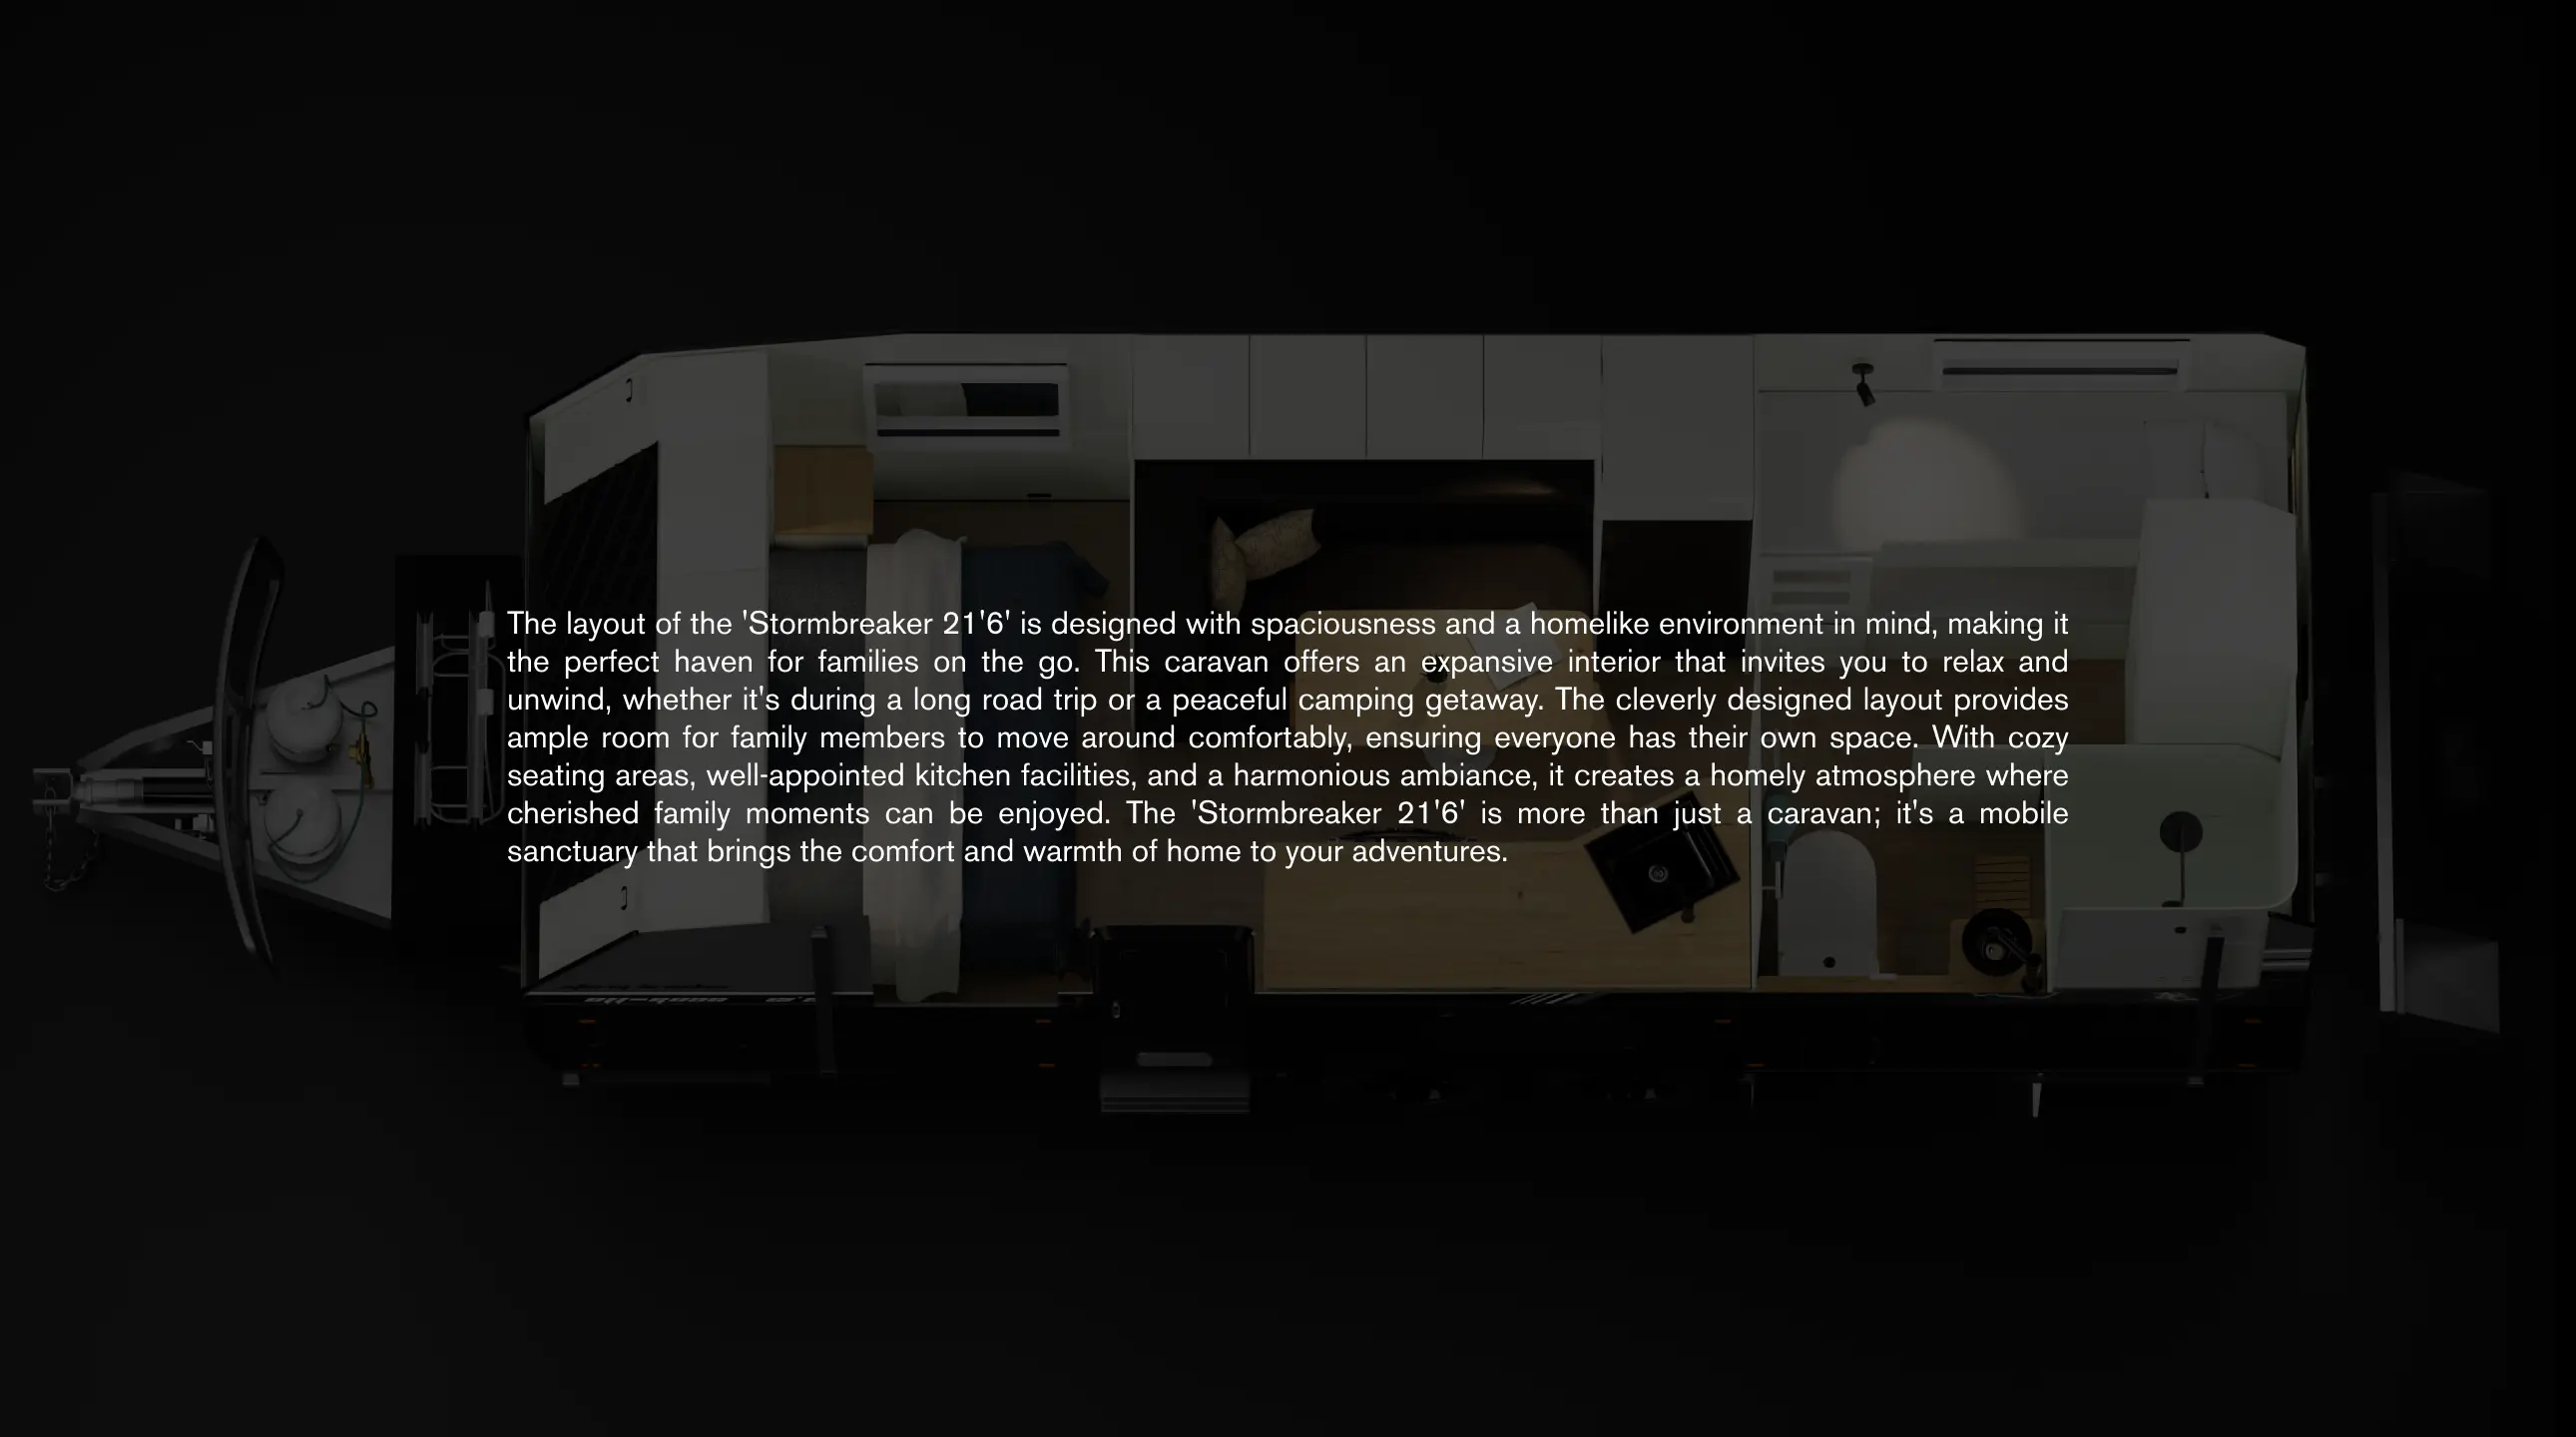 The layout of the 'Stormbreaker 21'6' is designed with spaciousness and a homelike environment in mind, making it
the perfect haven for families on the go. This caravan offers an expansive interior that invites you to relax and
unwind, whether it's during a long road trip or a peaceful camping getaway. The cleverly designed layout provides
ample room for family members to move around comfortably, ensuring everyone has their own space. With cozy
seating areas, well-appointed kitchen facilities, and a harmonious ambiance, it creates a homely atmosphere where
cherished family moments can be enjoyed. The 'Stormbreaker 21'6' is more than just a caravan; it's a mobile
sanctuary that brings the comfort and warmth of home to your adventures.